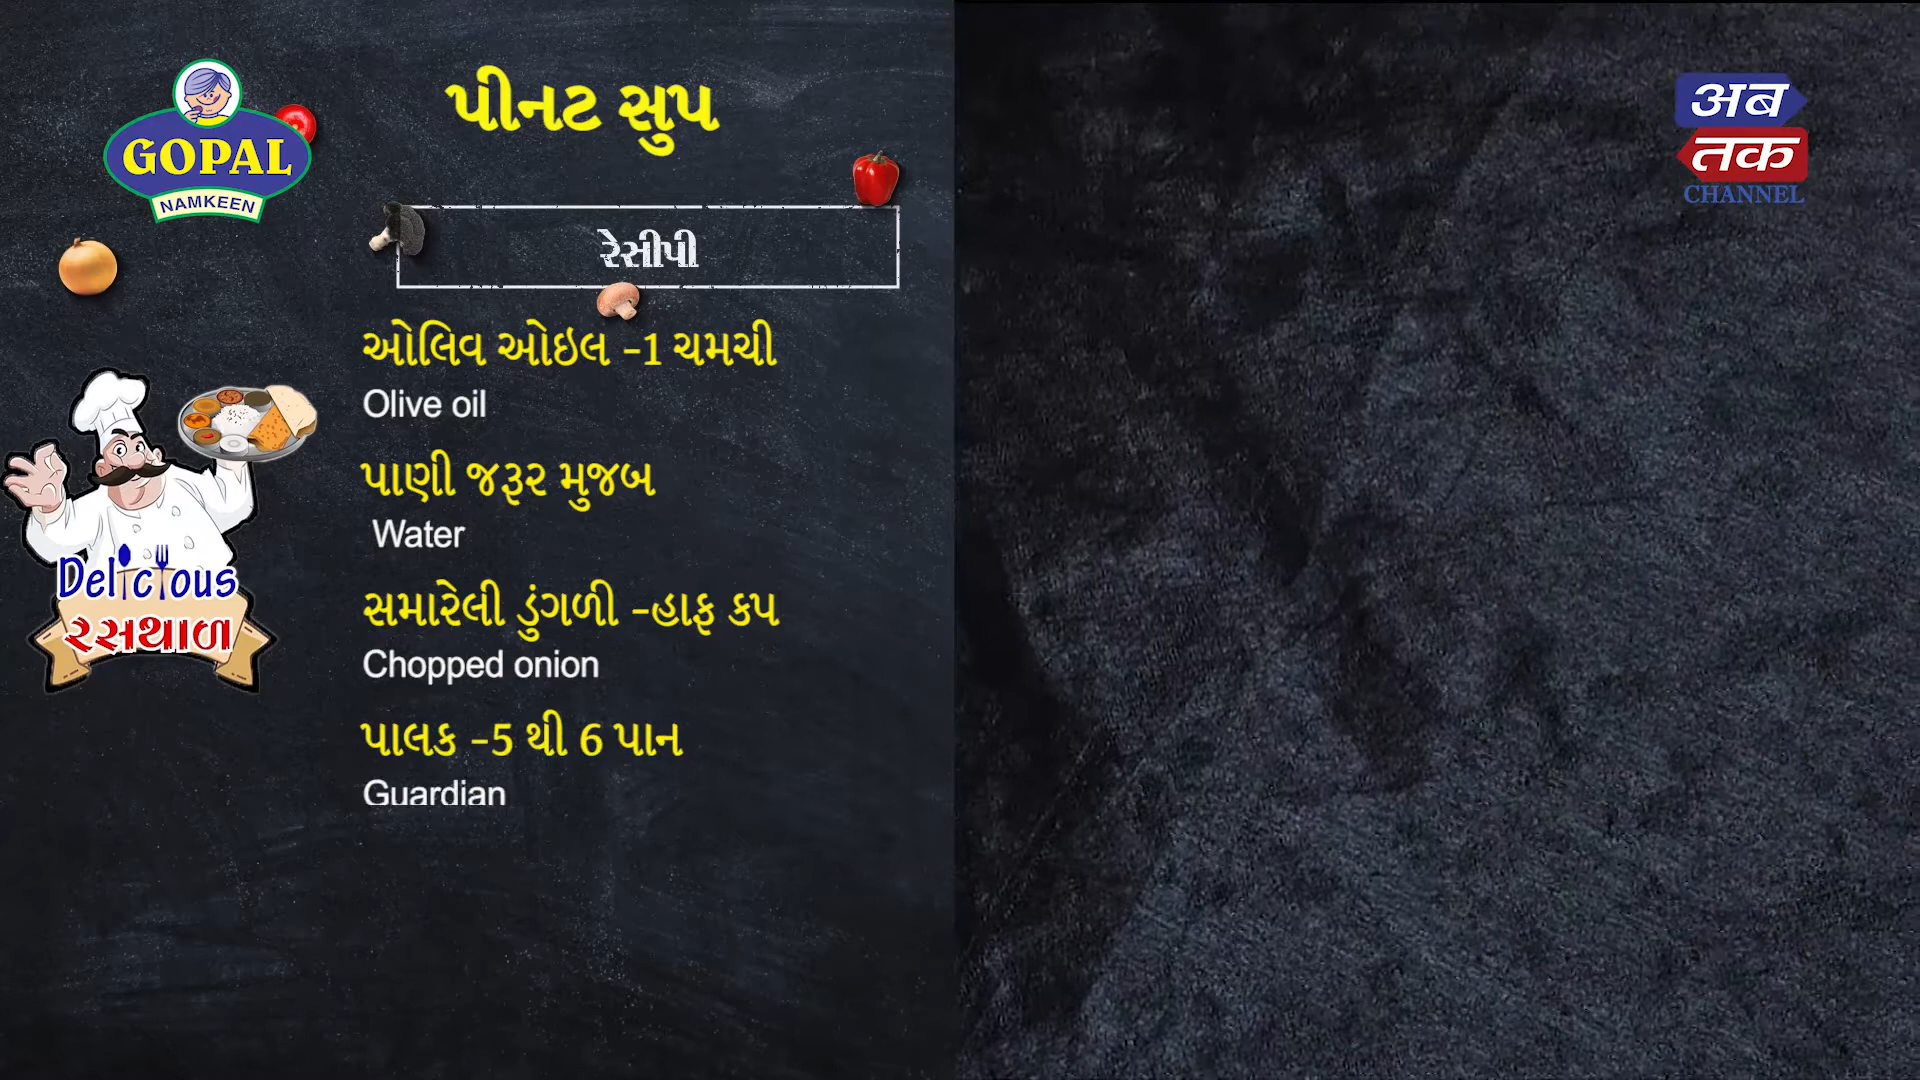 GOPAL
NAMKEEN
પીનટ સુપ
अब
तक
CHANNEL
રેસીપી
ઓલિવ ઓઇલ -1 ચમચી
Olive oil
પાણી જરૂર મુજબ
Water
સમારેલી ડુંગળી -હાફ કપ
Chopped onion
પાલક -5 થી 6 પાન
Guardian
Delicious
રસથાળ